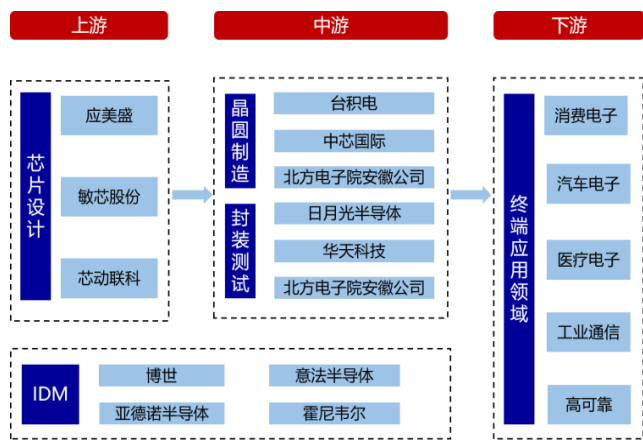 上游
中游
下游
芯片设计
应美盛
敏芯股份
芯动联科
晶圆制造
台积电
中芯国际
北方电子院安徽公司
封装测试
日月光半导体
华天科技
北方电子院安徽公司
终端应用领域
消费电子
汽车电子
医疗电子
工业通信
高可靠
IDM
博世
意法半导体
亚德诺半导体
霍尼韦尔